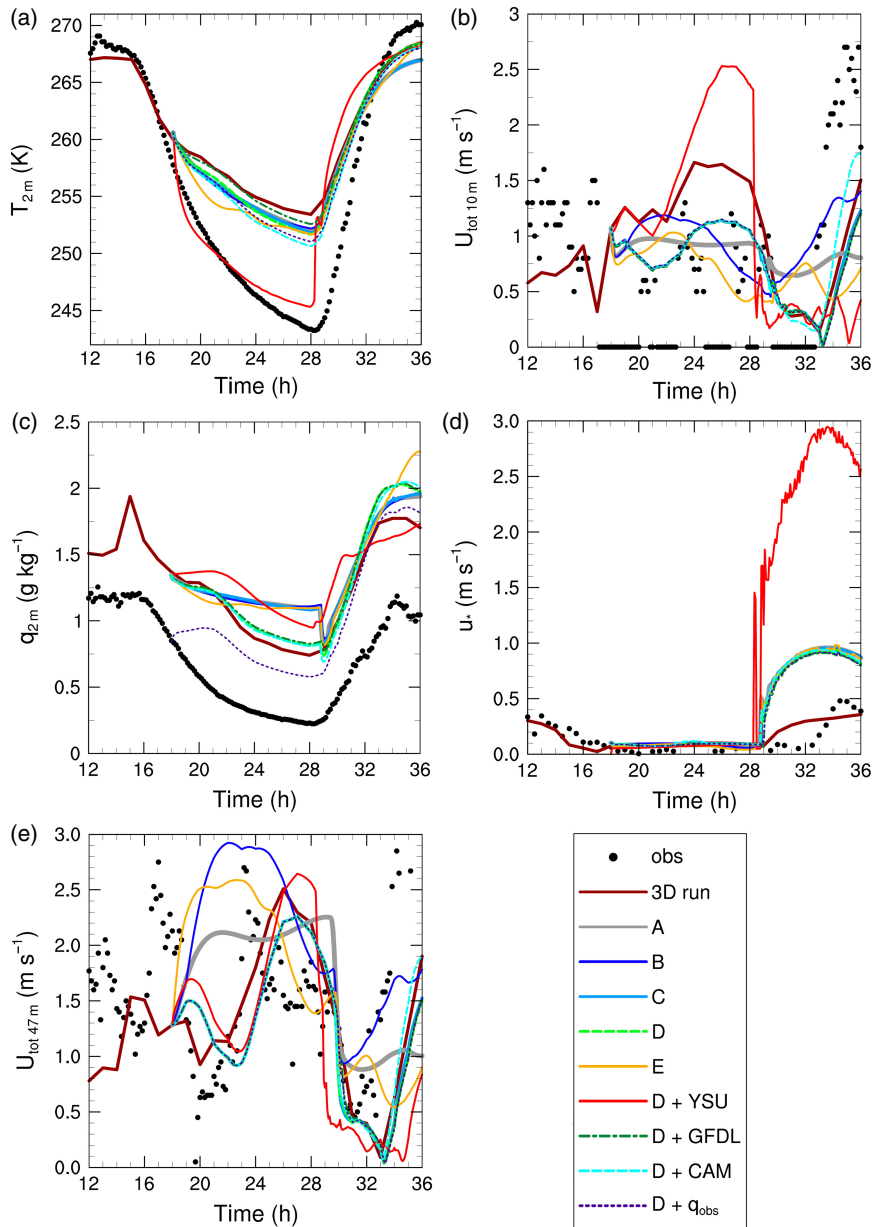 (a)
270
265
260
255
250
245
T2 m (K)
12 16 20 24 28 32 36
Time (h)
(b)
3
2.5
2
1.5
1
0.5
0
Utot 10 m (m s−1)
12 16 20 24 28 32 36
Time (h)
(c)
2.5
2
1.5
1
0.5
0
q2 m (g kg−1)
12 16 20 24 28 32 36
Time (h)
(d)
3.0
2.5
2.0
1.5
1.0
0.5
0.0
u* (m s−1)
12 16 20 24 28 32 36
Time (h)
(e)
3.0
2.5
2.0
1.5
1.0
0.5
0.0
Utot 47 m (m s−1)
12 16 20 24 28 32 36
Time (h)
obs
3D run
A
B
C
D
E
D + YSU
D + GFDL
D + CAM
D + qobs